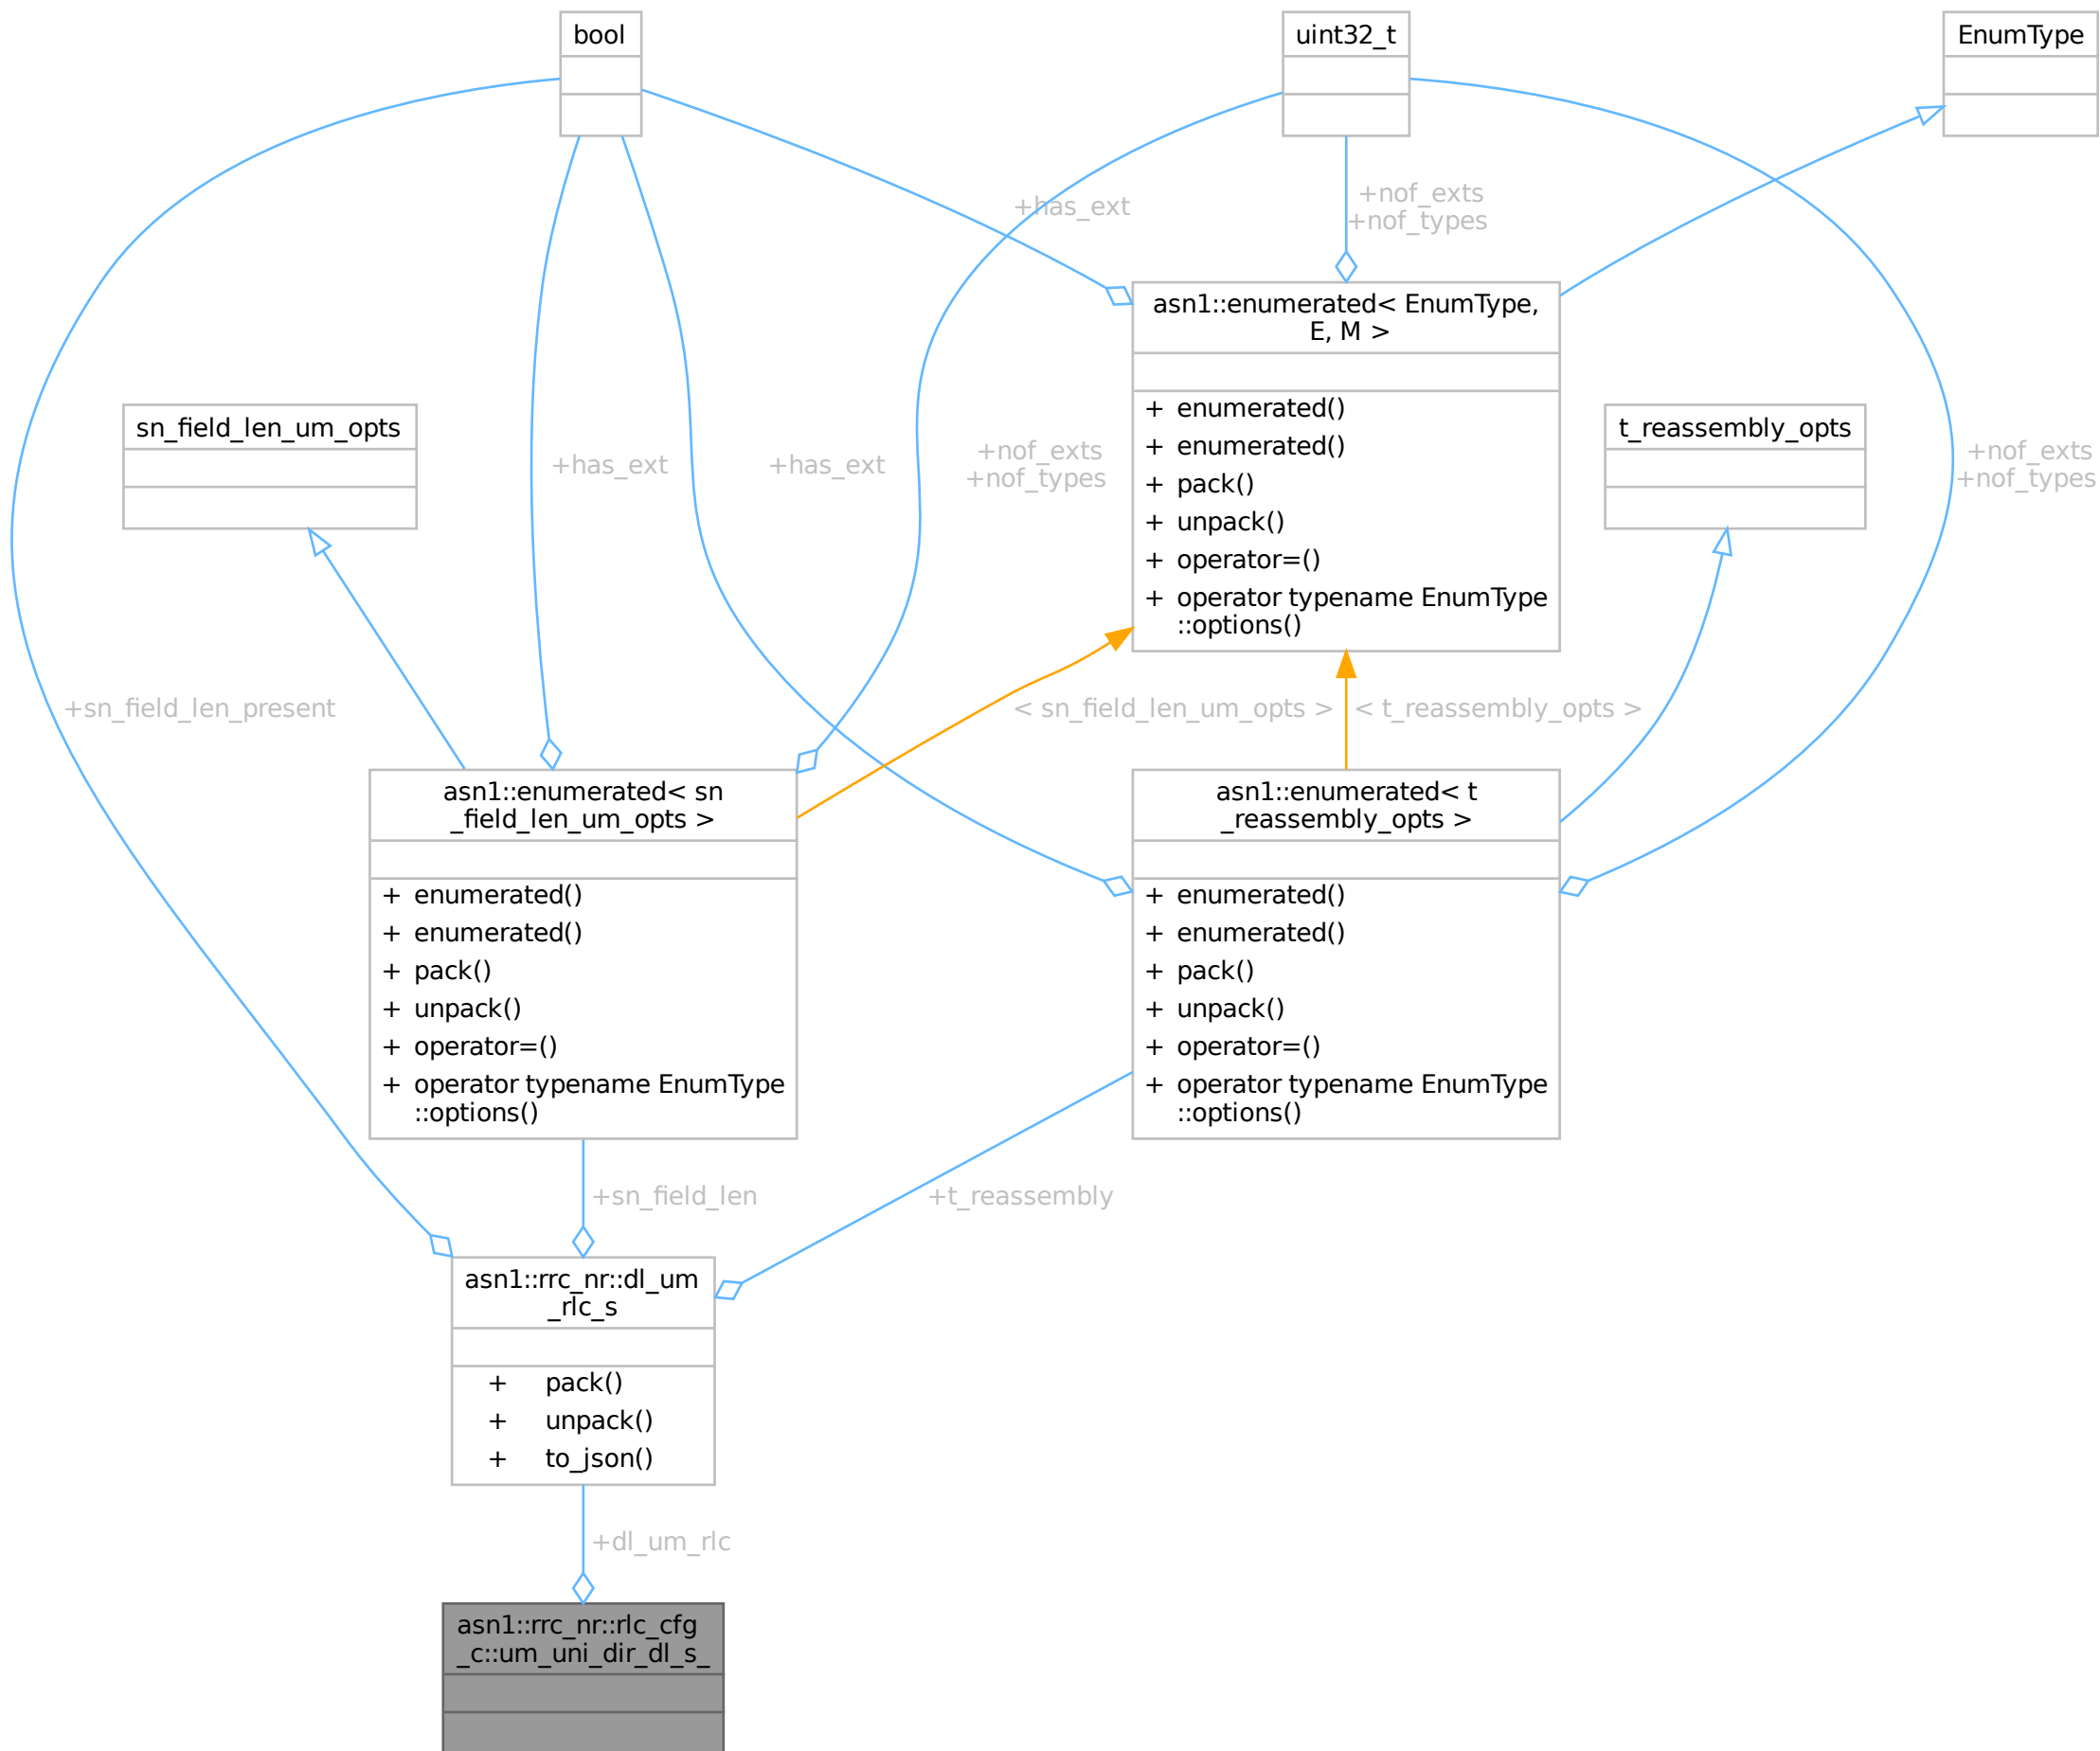 bool
uint32_t
EnumType
+has_ext
+nof_exts
+nof_types
asn1::enumerated< EnumType,
E, M >
+ enumerated()
+ enumerated()
+ pack()
+ unpack()
+ operator=()
+ operator typename EnumType
::options()
sn_field_len_um_opts
t_reassembly_opts
+has_ext
+has_ext
+nof_exts
+nof_types
+nof_exts
+nof_types
+sn_field_len_present
< sn_field_len_um_opts >
< t_reassembly_opts >
asn1::enumerated< sn
_field_len_um_opts >
+ enumerated()
+ enumerated()
+ pack()
+ unpack()
+ operator=()
+ operator typename EnumType
::options()
asn1::enumerated< t
_reassembly_opts >
+ enumerated()
+ enumerated()
+ pack()
+ unpack()
+ operator=()
+ operator typename EnumType
::options()
+sn_field_len
+t_reassembly
asn1::rrc_nr::dl_um
_rlc_s
+ pack()
+ unpack()
+ to_json()
+dl_um_rlc
asn1::rrc_nr::rlc_cfg
_c::um_uni_dir_dl_s_